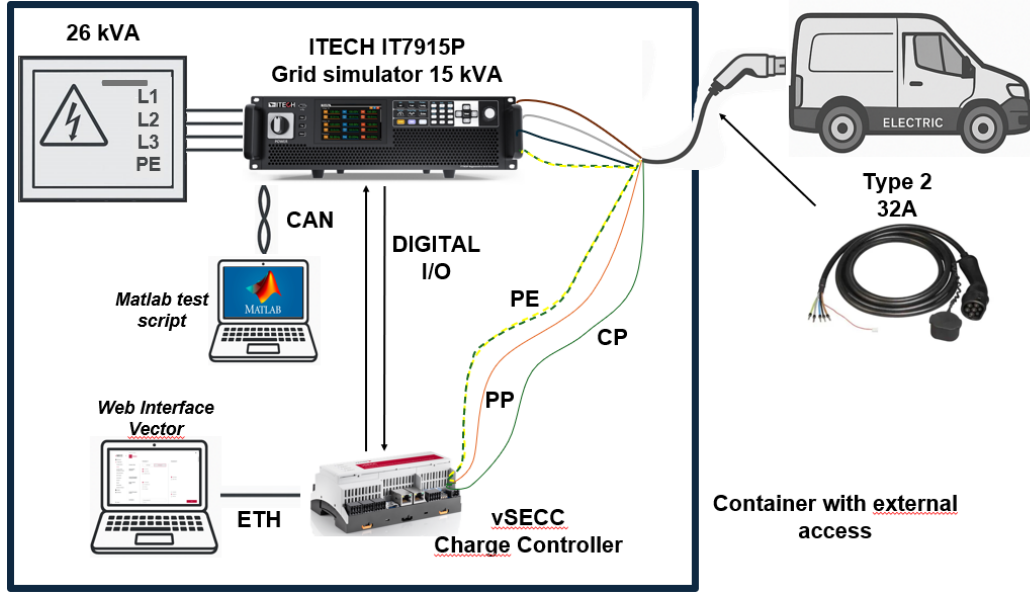 26 kVA
ITECH IT7915P
Grid simulator 15 kVA
L1
L2
L3
PE
ITECH
ELECTRIC
CAN
DIGITAL
I/O
Type 2
32A
MATLAB
Matlab test
script
PE
CP
PP
Web Interface
Vector
ETH
vSECC
Charge Controller
Container with external
access